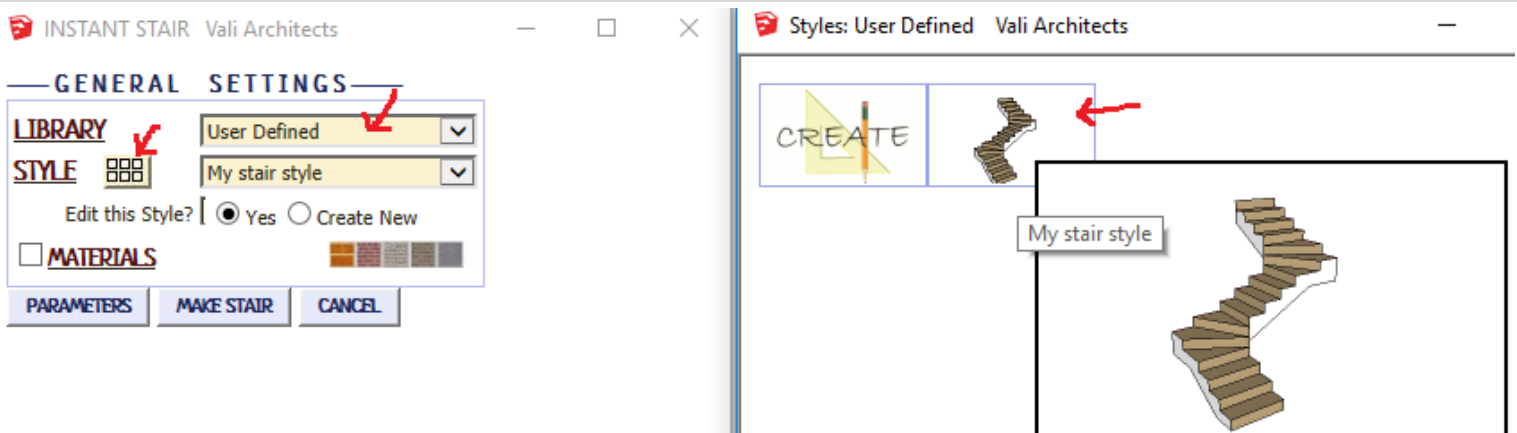 INSTANT STAIR Vali Architects
GENERAL SETTINGS
LIBRARY User Defined
STYLE My stair style
Edit this Style? Yes Create New
MATERIALS
PARAMETERS MAKE STAIR CANCEL
Styles: User Defined Vali Architects
CREATE
My stair style